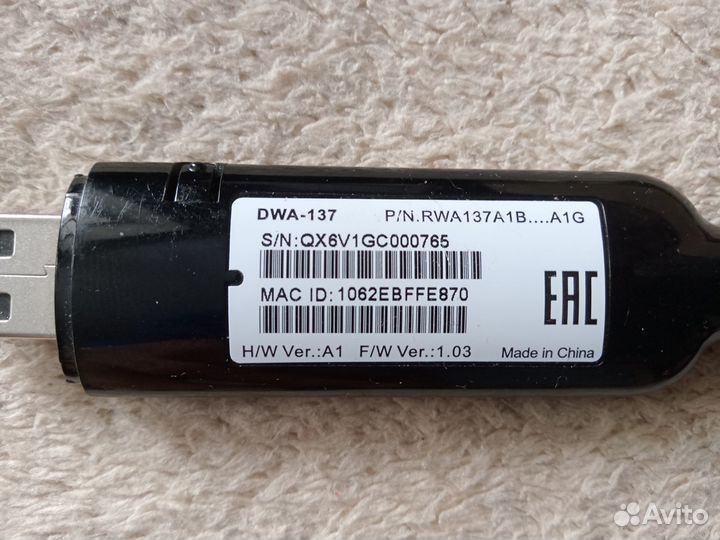 DWA-137 P/N.RWA137A1B....A1G
S/N:QX6V1GC000765
MAC ID:1062EBFFE870
EAC
H/W Ver.:A1 F/W Ver.:1.03 Made in China
Avito